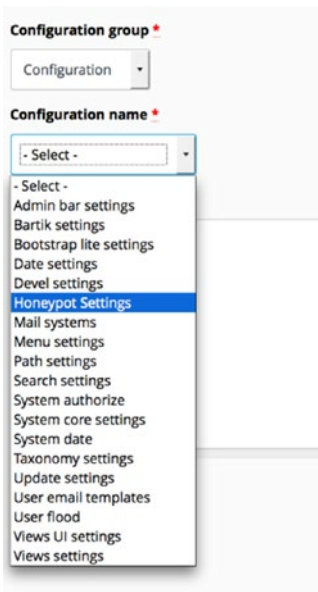 Configuration group *
Configuration
Configuration name *
- Select -
- Select -
Admin bar settings
Bartik settings
Bootstrap lite settings
Date settings
Devel settings
Honeypot Settings
Mail systems
Menu settings
Path settings
Search settings
System authorize
System core settings
System date
Taxonomy settings
Update settings
User email templates
User flood
Views UI settings
Views settings